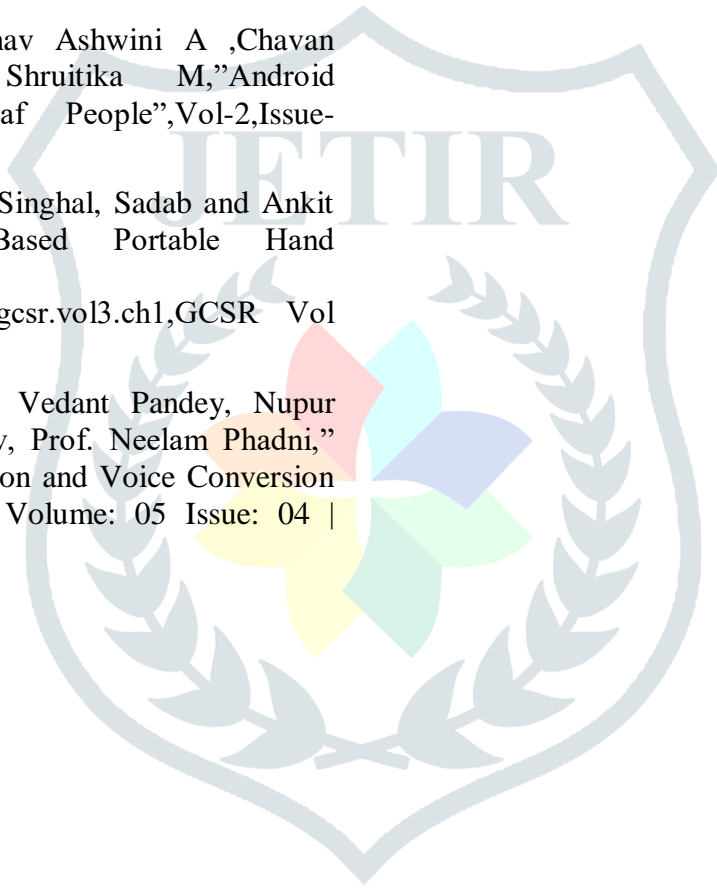 nav Ashwini A ,Chavan
Shruitika M,”Android
af People”,Vol-2,Issue-
JETIR
Singhal, Sadab and Ankit
Based Portable Hand
gcsr.vol3.ch1,GCSR Vol
Vedant Pandey, Nupur
v, Prof. Neelam Phadni,”
on and Voice Conversion
Volume: 05 Issue: 04 |